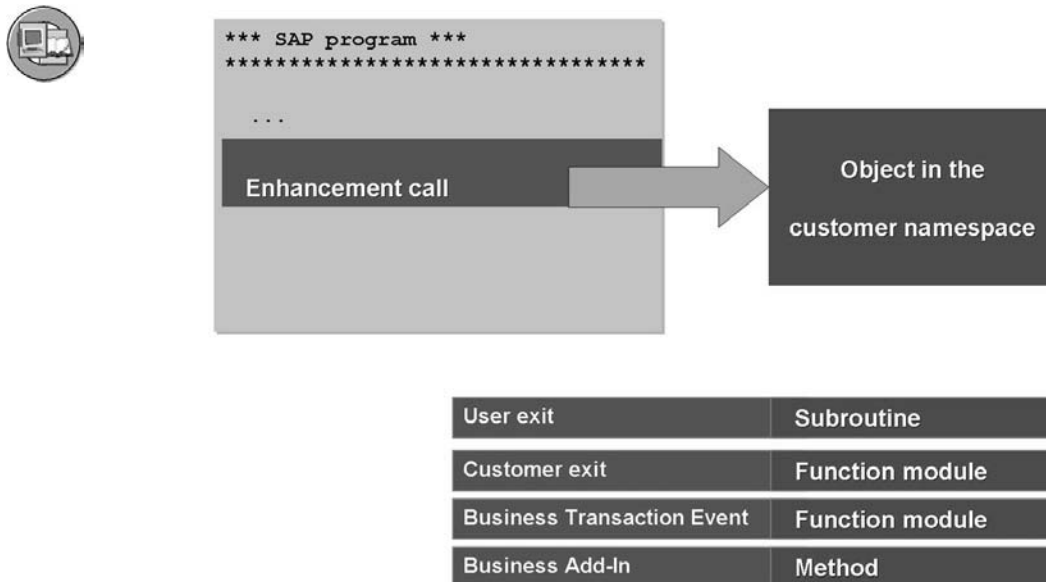 *** SAP program ***
*********************************
...
Enhancement call
Object in the
customer namespace
User exit Subroutine
Customer exit Function module
Business Transaction Event Function module
Business Add-In Method